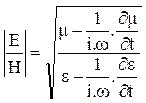 |E/H| = √((μ − (1/(i.ω)).(∂μ/∂t)) / (ε − (1/(i.ω)).(∂ε/∂t)))